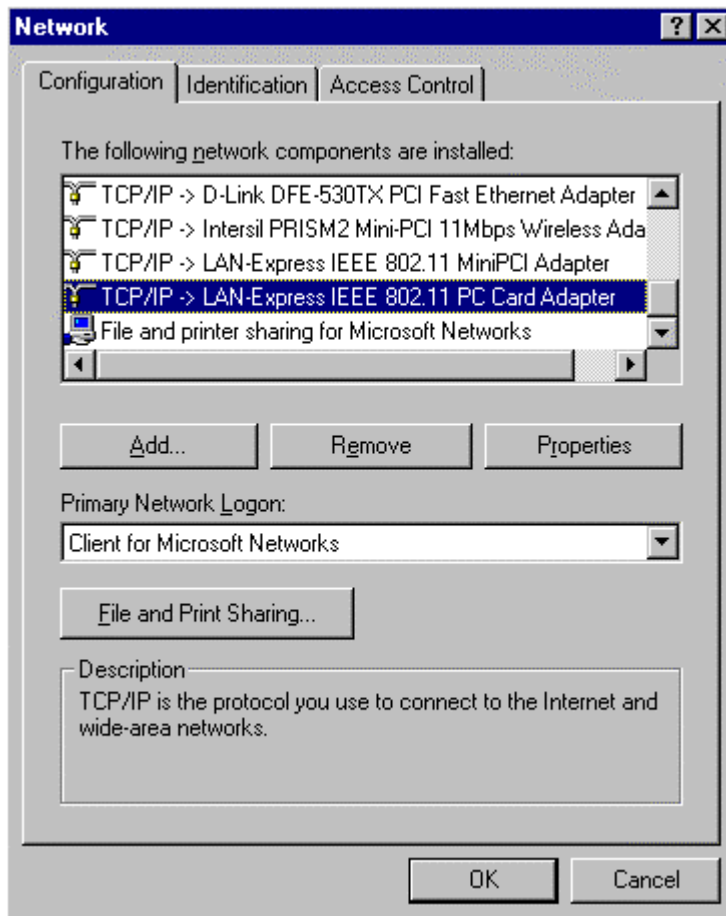 Network
Configuration Identification Access Control
The following network components are installed:
TCP/IP -> D-Link DFE-530TX PCI Fast Ethernet Adapter
TCP/IP -> Intersil PRISM2 Mini-PCI 11Mbps Wireless Ada
TCP/IP -> LAN-Express IEEE 802.11 MiniPCI Adapter
TCP/IP -> LAN-Express IEEE 802.11 PC Card Adapter
File and printer sharing for Microsoft Networks
Add... Remove Properties
Primary Network Logon:
Client for Microsoft Networks
File and Print Sharing...
Description
TCP/IP is the protocol you use to connect to the Internet and
wide-area networks.
OK Cancel